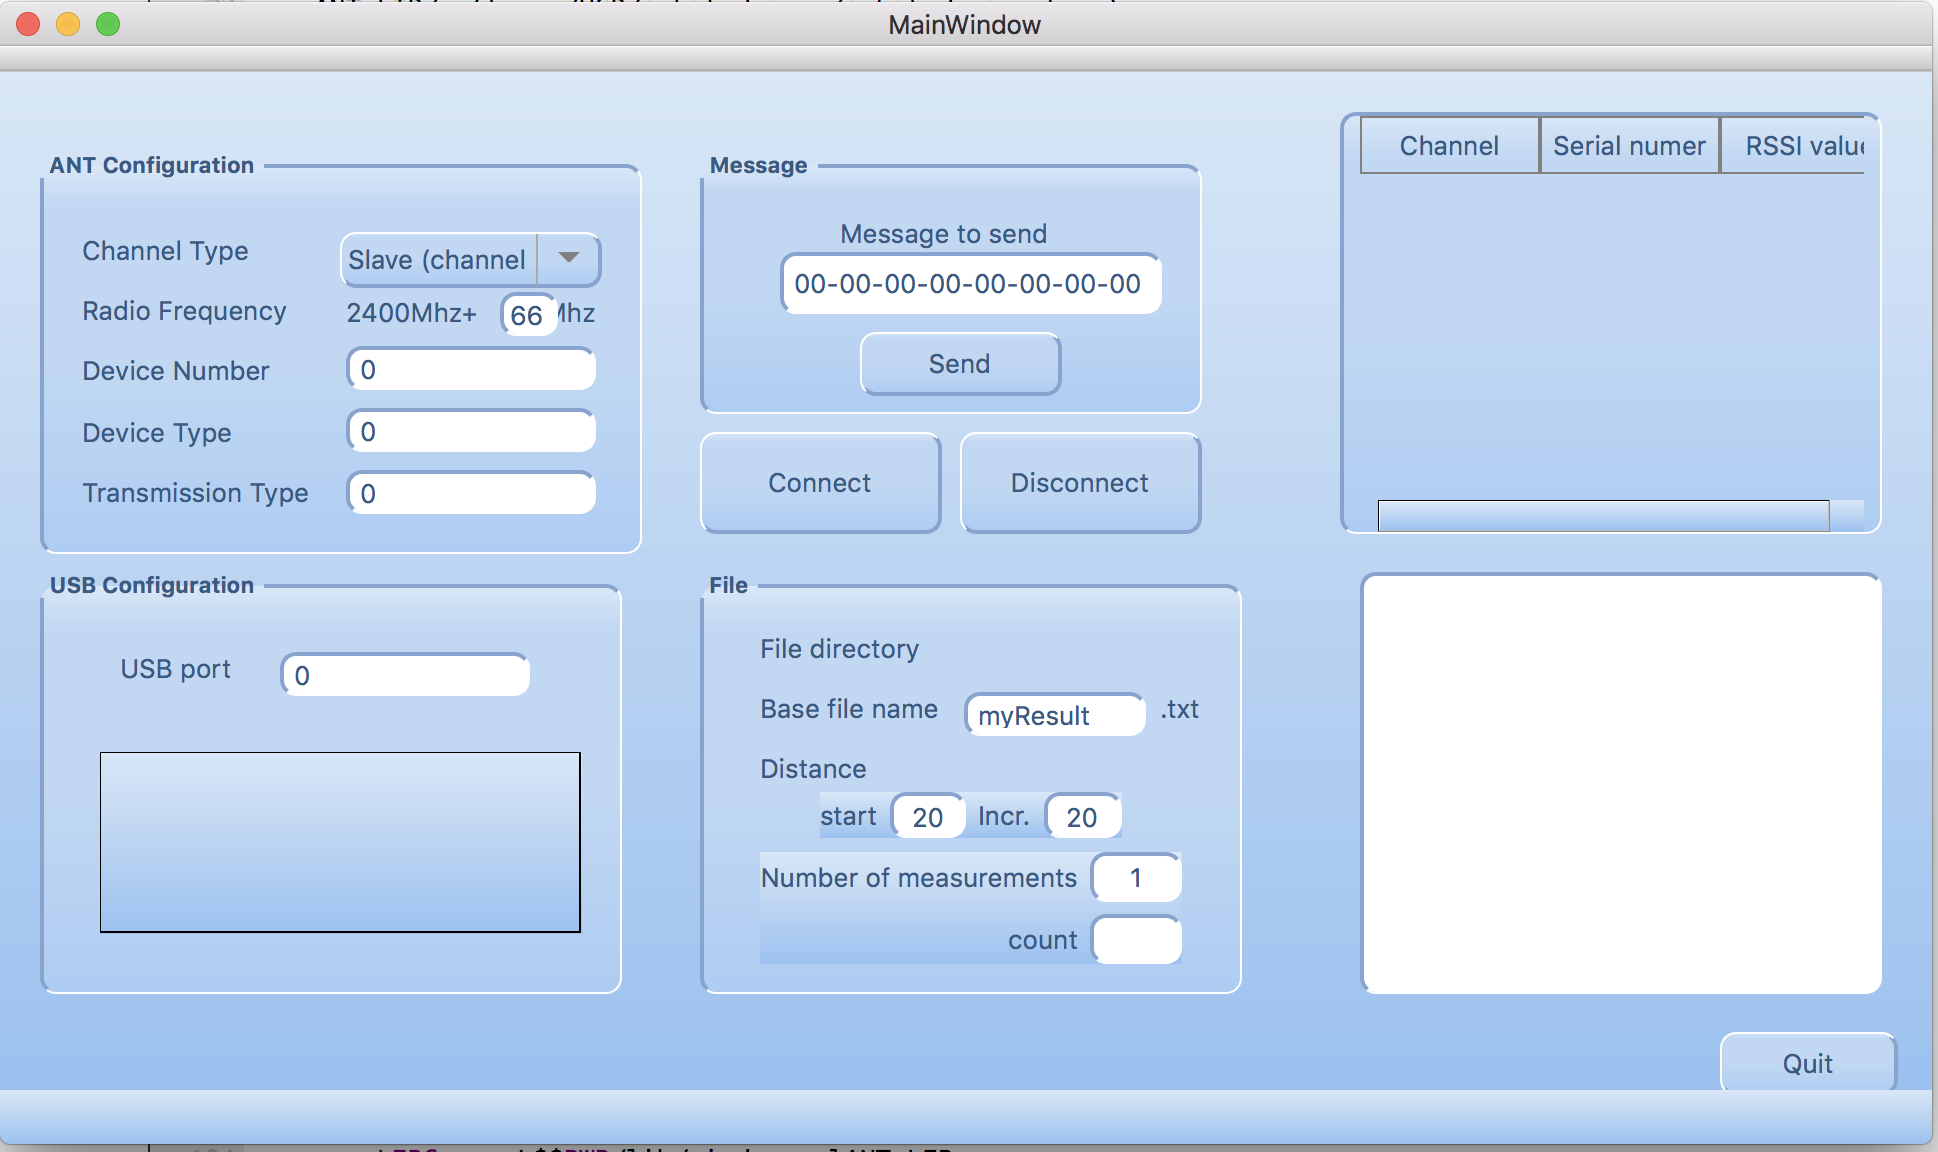 MainWindow
ANT Configuration
Channel Type
Slave (channel
Radio Frequency
2400Mhz+
66
Mhz
Device Number
0
Device Type
0
Transmission Type
0
Message
Message to send
00-00-00-00-00-00-00-00
Send
Connect
Disconnect
Channel
Serial numer
RSSI value
USB Configuration
USB port
0
File
File directory
Base file name
myResult
.txt
Distance
start
20
Incr.
20
Number of measurements
1
count
Quit